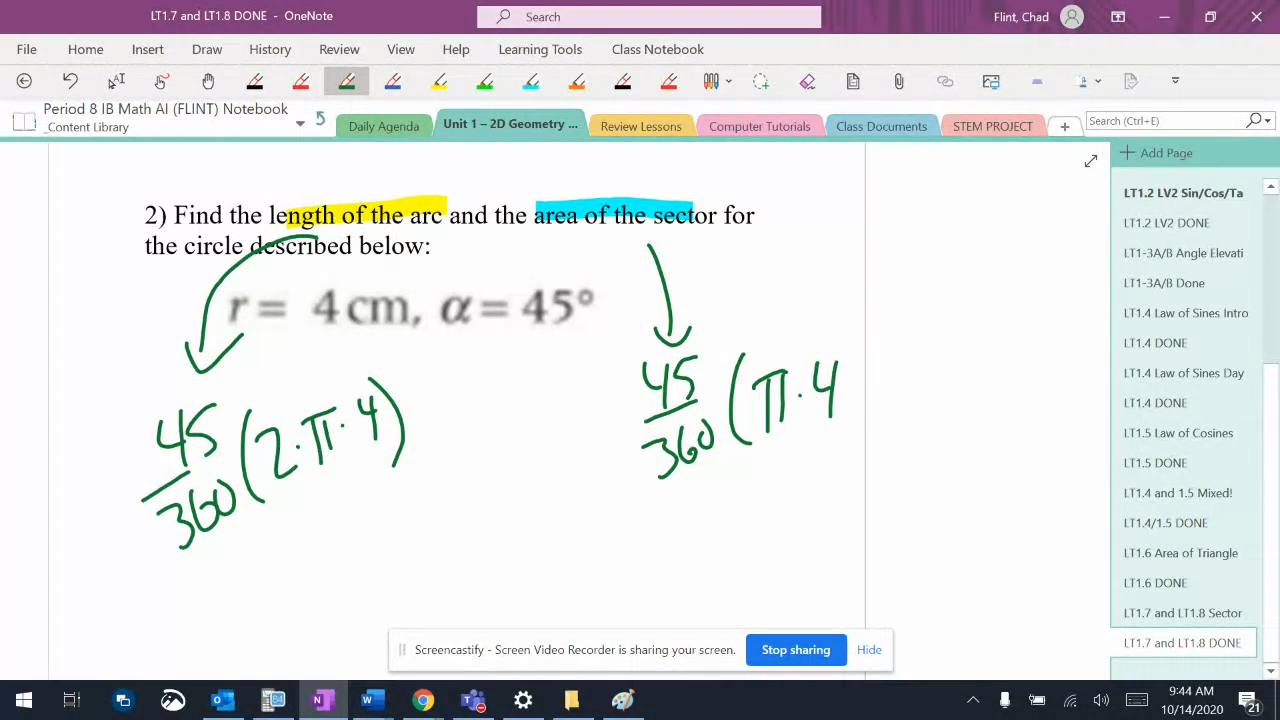 LT1.7 and LT1.8 DONE - OneNote
Search
Flint, Chad
File Home Insert Draw History Review View Help Learning Tools Class Notebook
Period 8 IB Math AI (FLINT) Notebook
_Content Library
Daily Agenda
Unit 1 – 2D Geometry ...
Review Lessons
Computer Tutorials
Class Documents
STEM PROJECT
Search (Ctrl+E)
Add Page
LT1.2 LV2 Sin/Cos/Ta
LT1.2 LV2 DONE
LT1-3A/B Angle Elevati
LT1-3A/B Done
LT1.4 Law of Sines Intro
LT1.4 DONE
LT1.4 Law of Sines Day
LT1.4 DONE
LT1.5 Law of Cosines
LT1.5 DONE
LT1.4 and 1.5 Mixed!
LT1.4/1.5 DONE
LT1.6 Area of Triangle
LT1.6 DONE
LT1.7 and LT1.8 Sector
LT1.7 and LT1.8 DONE
2) Find the length of the arc and the area of the sector for
the circle described below:
r = 4 cm, α = 45°
45/360 (2·π·4)
45/360 (π·4
Screencastify - Screen Video Recorder is sharing your screen.
Stop sharing
Hide
9:44 AM
10/14/2020
21